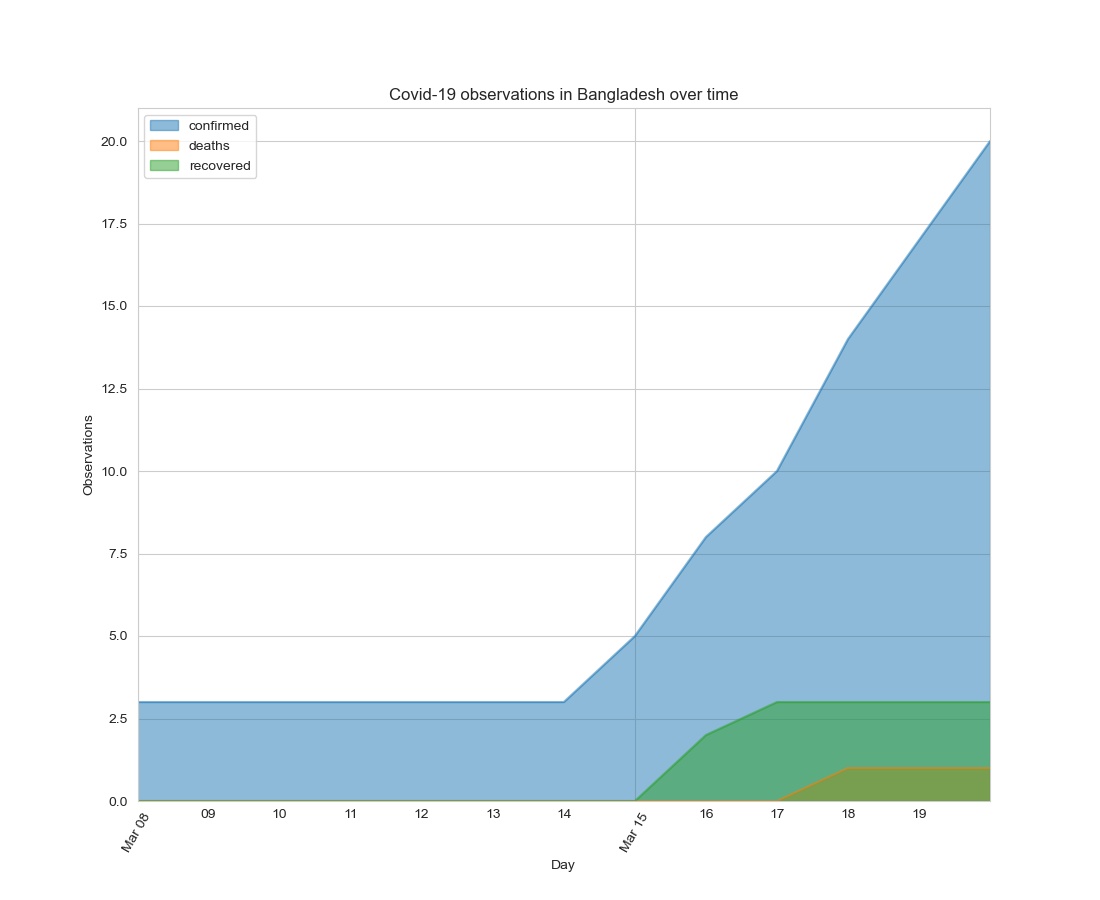 Covid-19 observations in Bangladesh over time
confirmed
deaths
recovered
20.0
17.5
15.0
12.5
10.0
7.5
5.0
2.5
0.0
Observations
Mar 08 09 10 11 12 13 14 Mar 15 16 17 18 19
Day